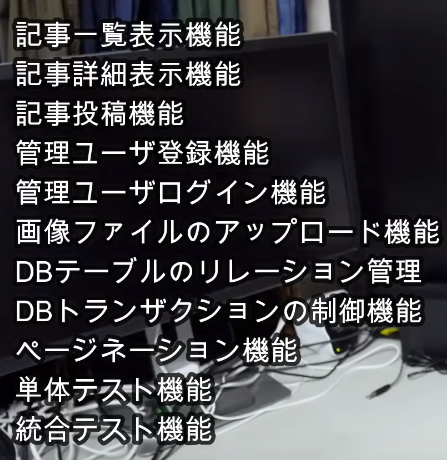 記事一覧表示機能
記事詳細表示機能
記事投稿機能
管理ユーザ登録機能
管理ユーザログイン機能
画像ファイルのアップロード機能
DBテーブルのリレーション管理
DBトランザクションの制御機能
ページネーション機能
単体テスト機能
統合テスト機能